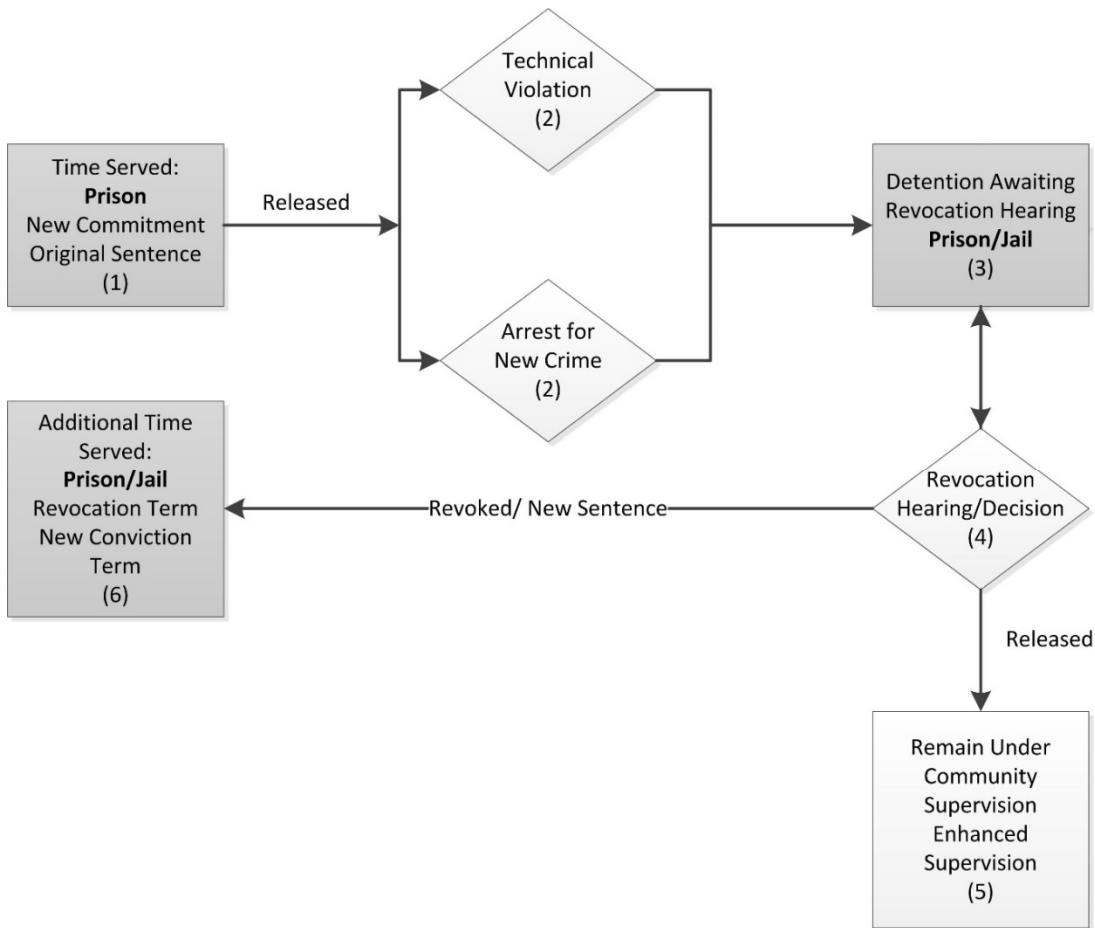 Technical
Violation
(2)
Time Served:
Prison
New Commitment
Original Sentence
(1)
Released
Detention Awaiting
Revocation Hearing
Prison/Jail
(3)
Arrest for
New Crime
(2)
Additional Time
Served:
Prison/Jail
Revocation Term
New Conviction
Term
(6)
Revoked/ New Sentence
Revocation
Hearing/Decision
(4)
Released
Remain Under
Community
Supervision
Enhanced
Supervision
(5)